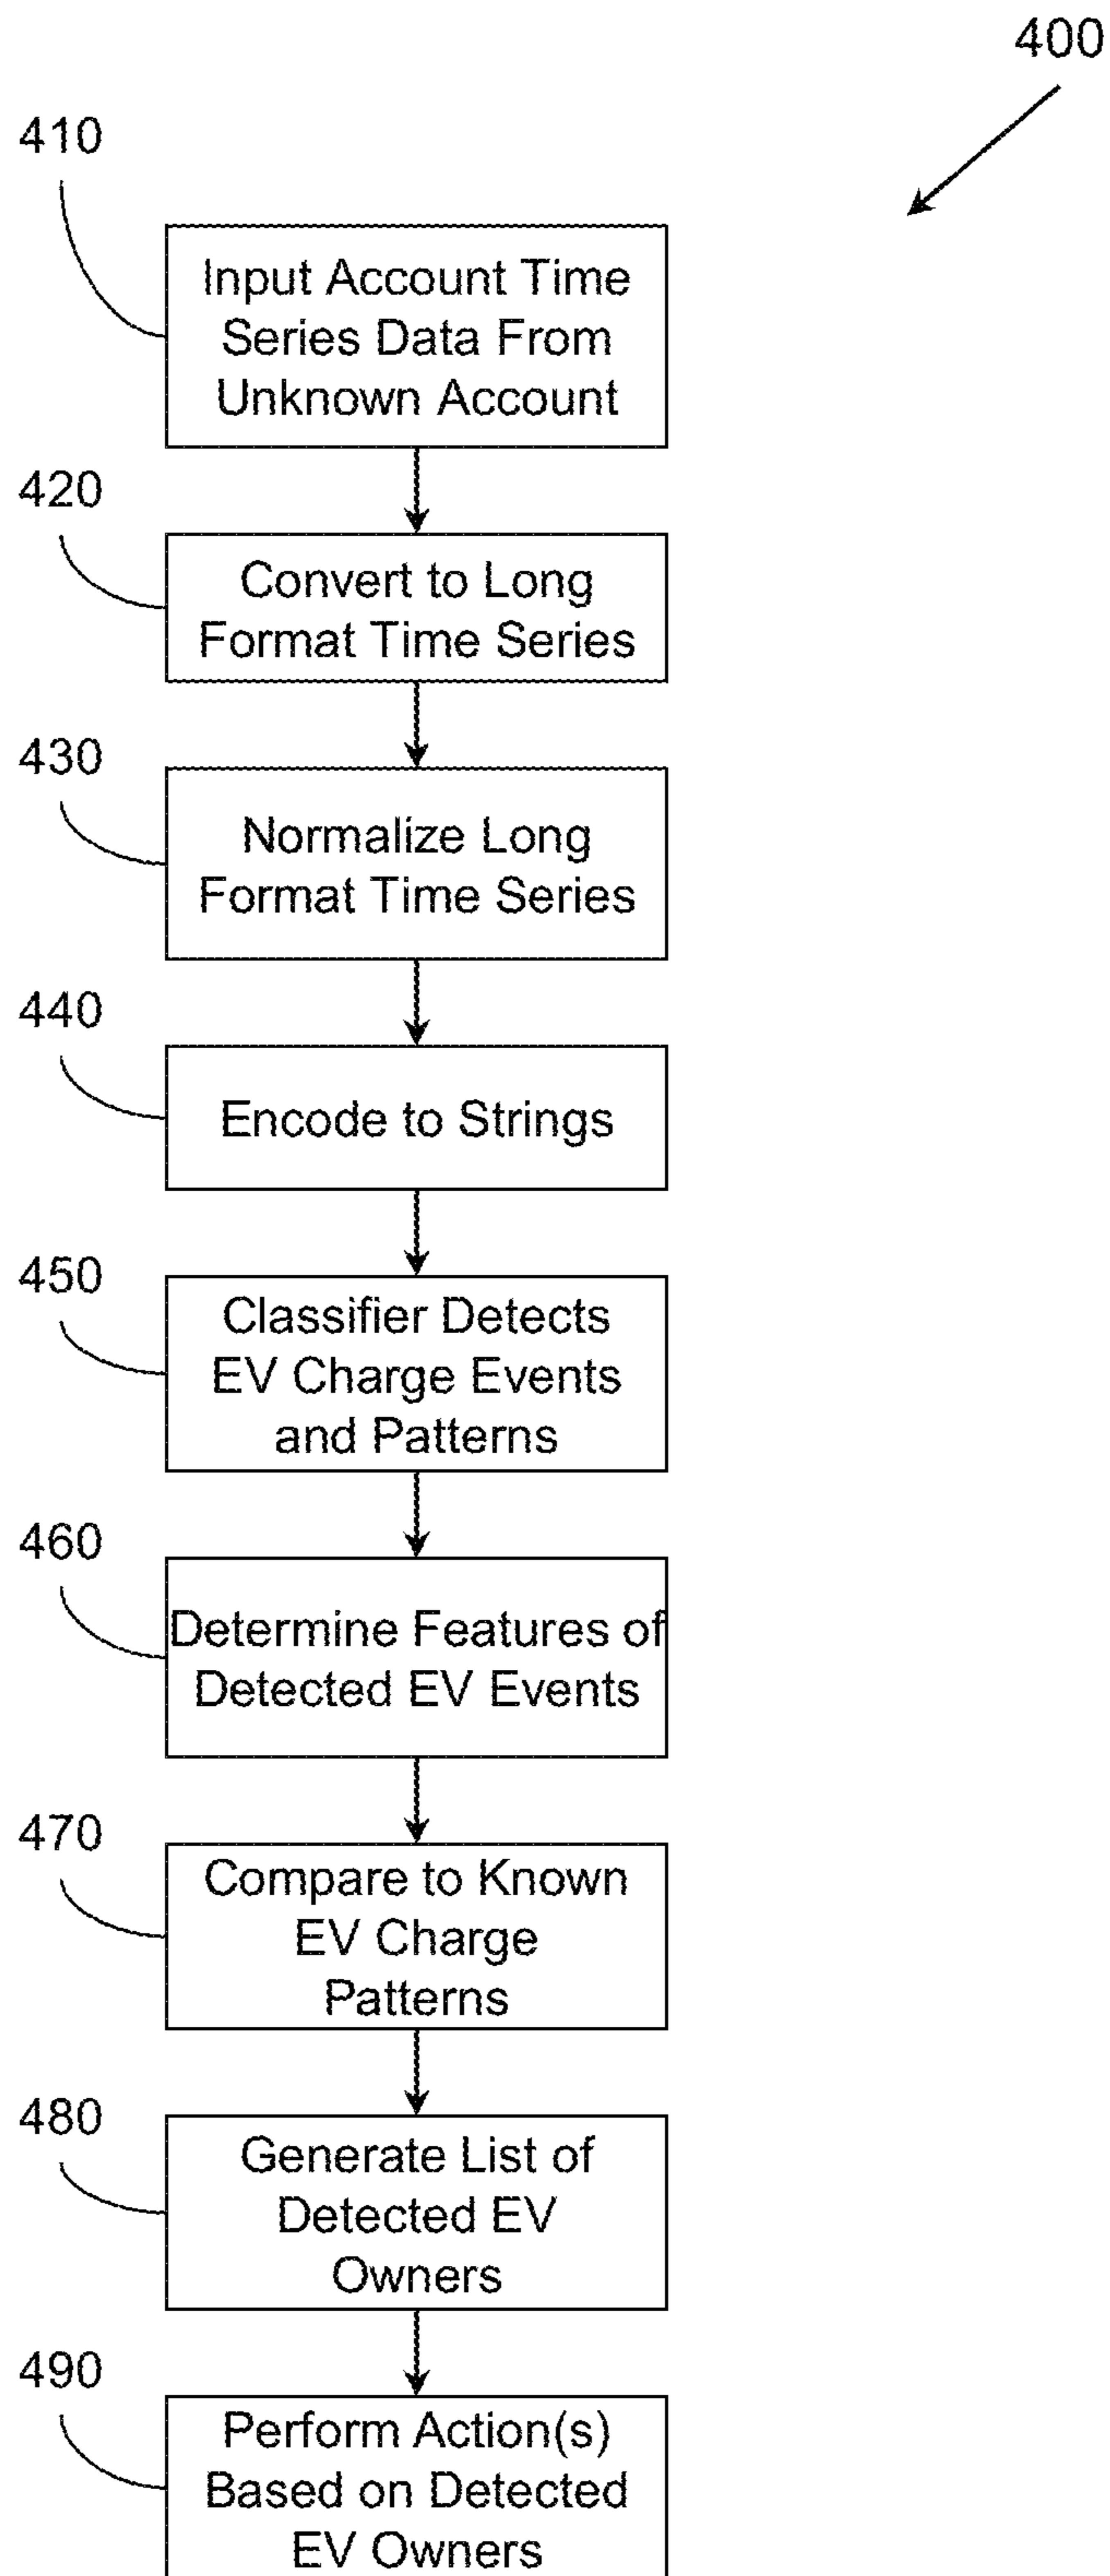 400
410
Input Account Time
Series Data From
Unknown Account
420
Convert to Long
Format Time Series
430
Normalize Long
Format Time Series
440
Encode to Strings
450
Classifier Detects
EV Charge Events
and Patterns
460
Determine Features of
Detected EV Events
470
Compare to Known
EV Charge
Patterns
480
Generate List of
Detected EV
Owners
490
Perform Action(s)
Based on Detected
EV Owners